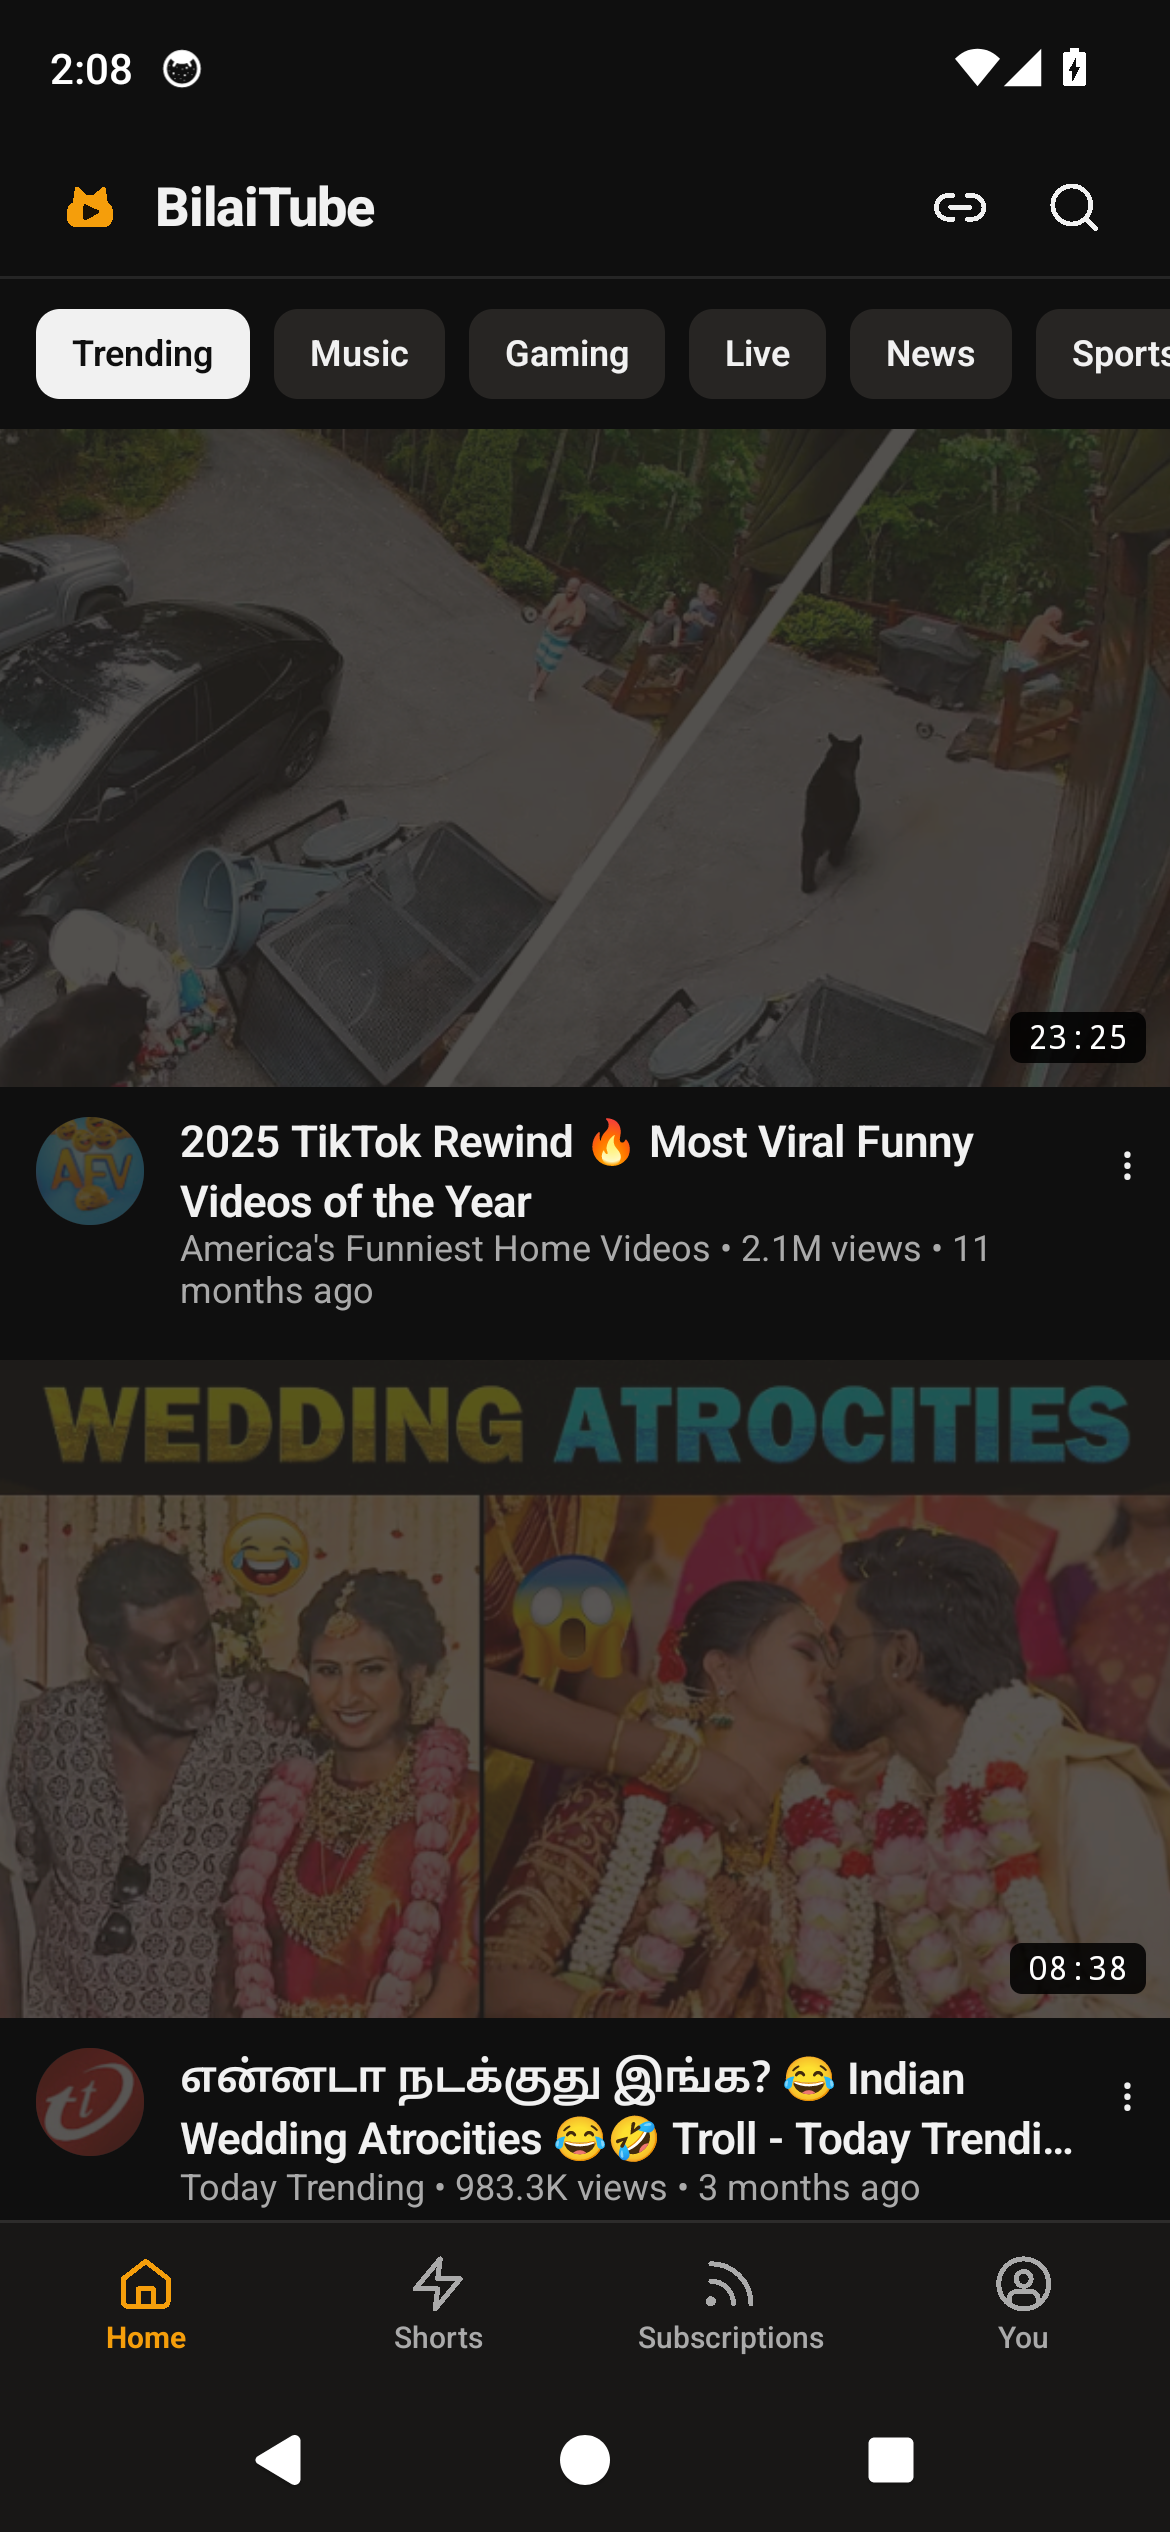 2:08
BilaiTube
Trending
Music
Gaming
Live
News
Sports
23:25
AFV
2025 TikTok Rewind 🔥 Most Viral Funny
Videos of the Year
America's Funniest Home Videos • 2.1M views • 11
months ago
WEDDING ATROCITIES
08:38
t
என்னடா நடக்குது இங்க? 😂 Indian
Wedding Atrocities 😂🤣 Troll - Today Trendi...
Today Trending • 983.3K views • 3 months ago
Home
Shorts
Subscriptions
You